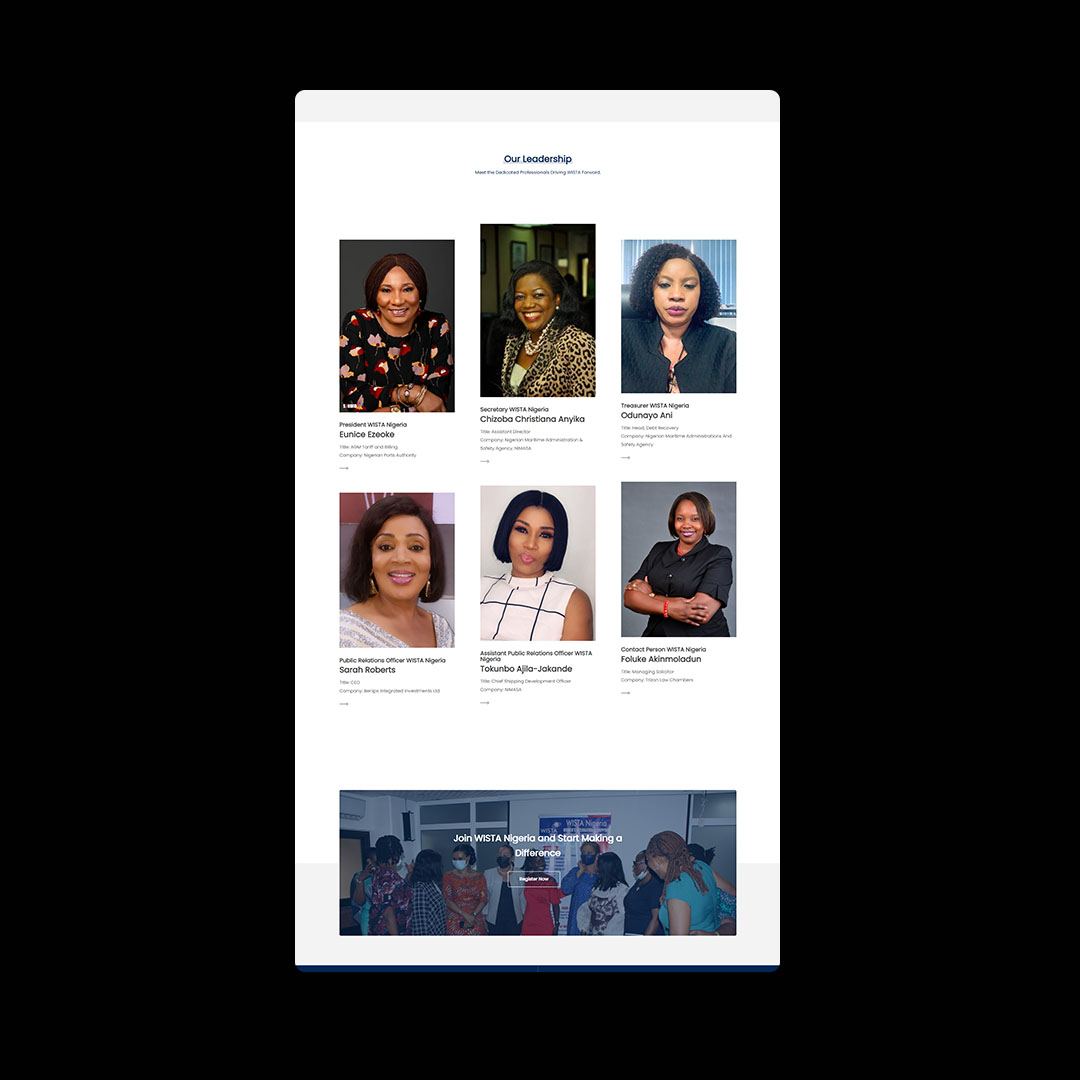 Our Leadership
Meet the Dedicated Professionals Driving WISTA Forward.
President WISTA Nigeria
Eunice Ezeoke
Title: AGM Tariff and Billing
Company: Nigerian Ports Authority
Secretary WISTA Nigeria
Chizoba Christiana Anyika
Title: Assistant Director
Company: Nigerian Maritime Administration &
Safety Agency, NIMASA
Treasurer WISTA Nigeria
Odunayo Ani
Title: Head, Debt Recovery
Company: Nigerian Maritime Administrations And
Safety Agency
Public Relations Officer WISTA Nigeria
Sarah Roberts
Title: CEO
Company: Integrated Investments Ltd
Assistant Public Relations Officer WISTA
Nigeria
Tokunbo Ajila-Jakande
Title: Chief Shipping Development Officer
Company: NIMASA
Contact Person WISTA Nigeria
Foluke Akinmoladun
Title: Managing Solicitor
Company: Trizon Law Chambers
WISTA Nigeria
WISTA
Join WISTA Nigeria and Start Making a
Difference
Register Now